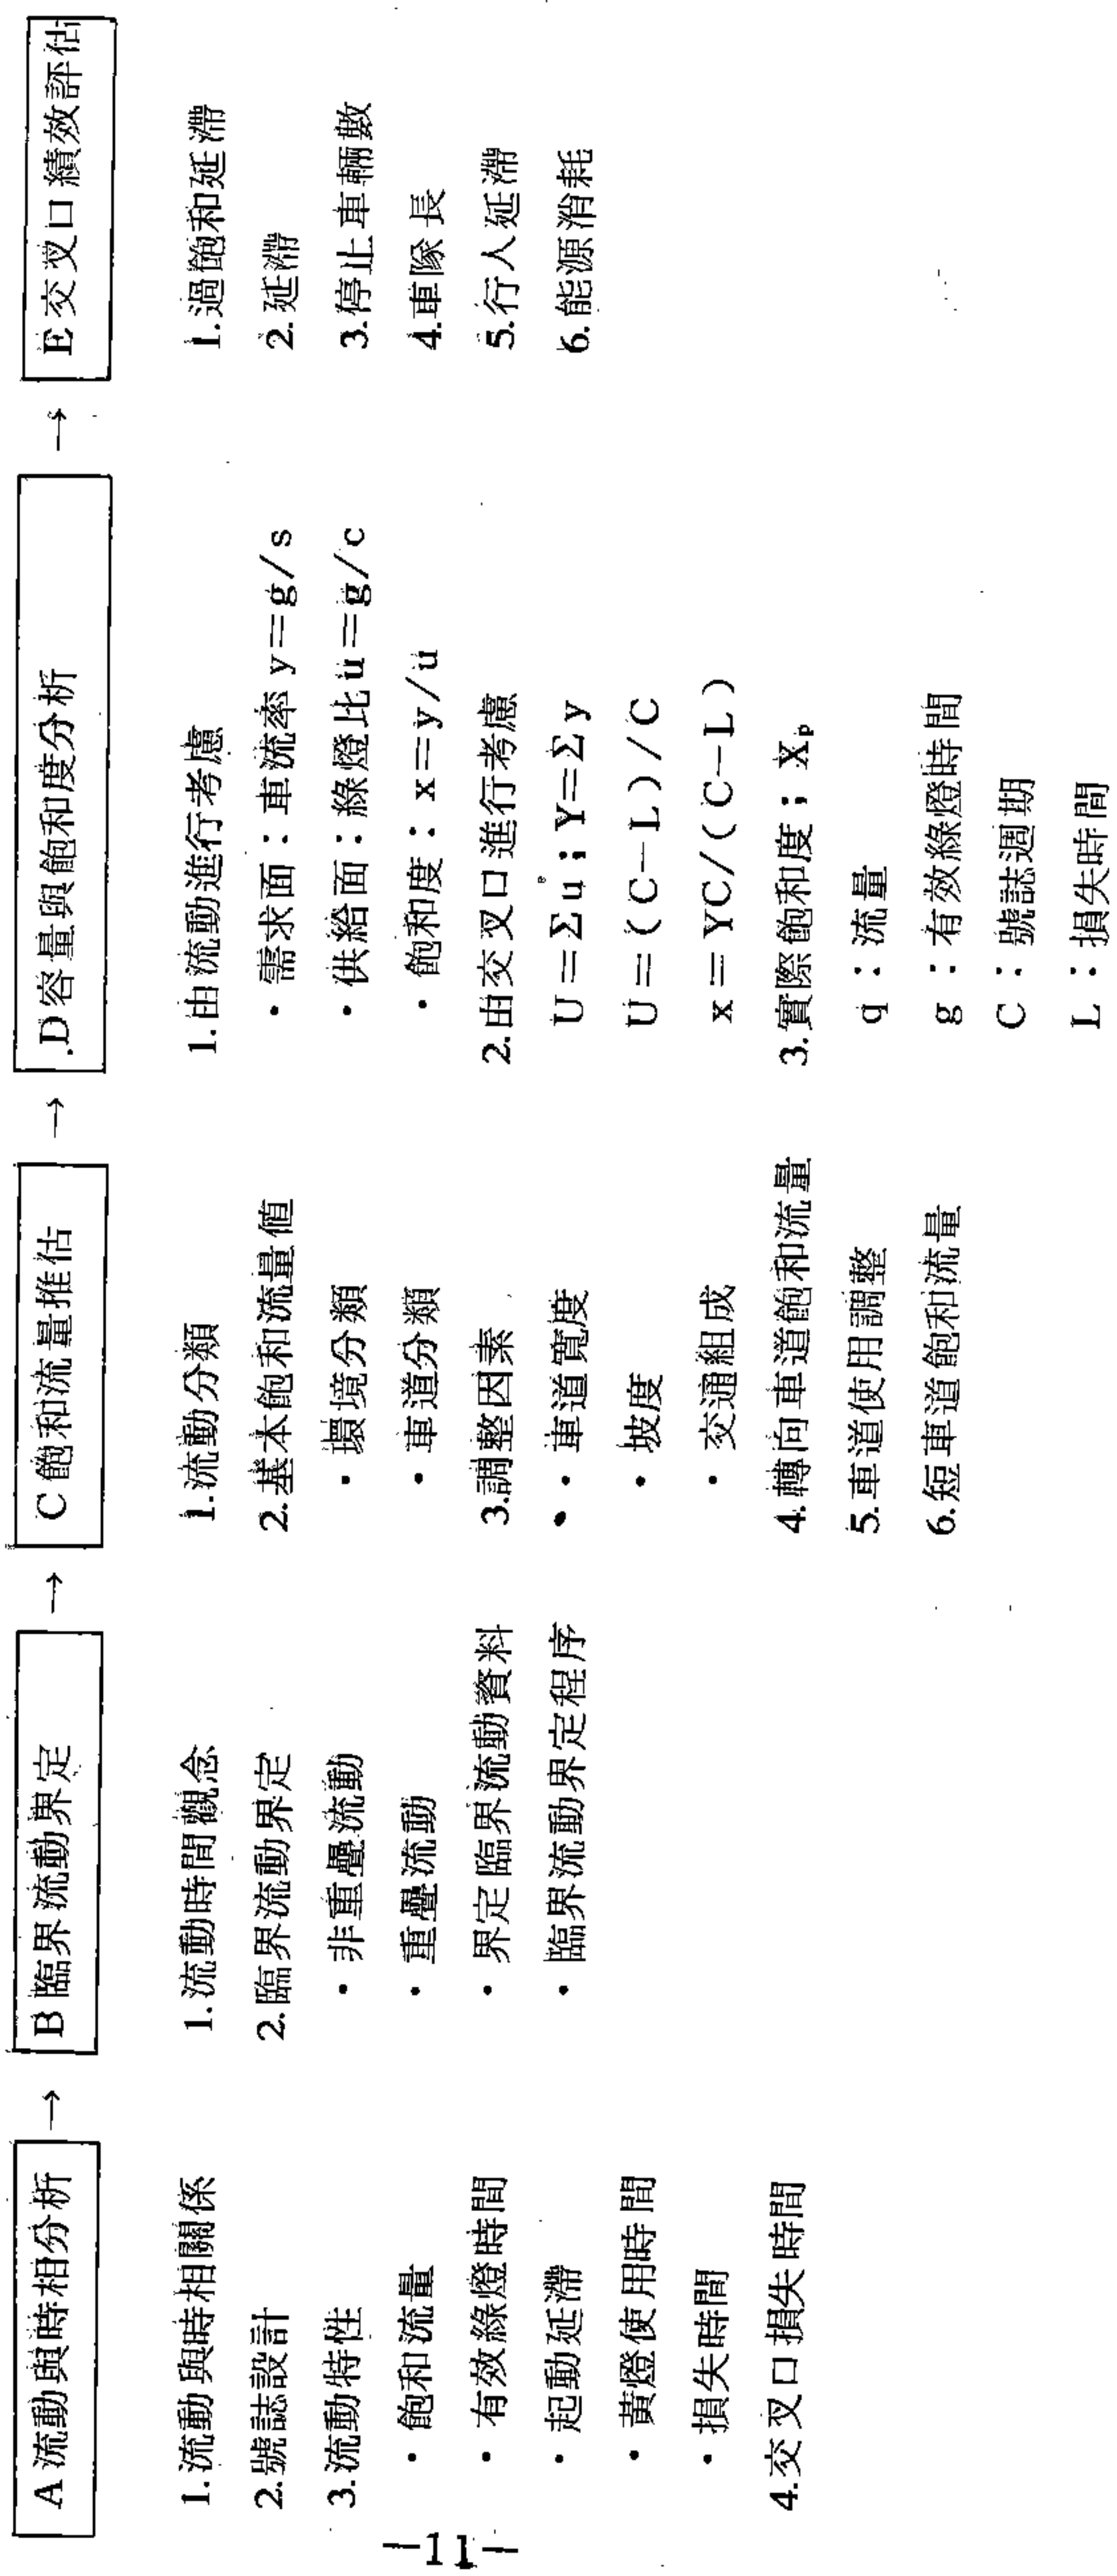 A 流動與時相分析 → B 臨界流動界定 → C 飽和流量推估 → D 容量與飽和度分析 → E 交叉口績效評估
1.流動與時相關係
2.號誌設計
3.流動特性
・飽和流量
・有效綠燈時間
・起動延滯
・黃燈使用時間
・損失時間
4.交叉口損失時間
1.流動時間觀念
2.臨界流動界定
・非重疊流動
・重疊流動
・界定臨界流動資料
・臨界流動界定程序
1.流動分類
2.基本飽和流量值
・環境分類
・車道分類
3.調整因素
・車道寬度
・坡度
・交通組成
4.轉向車道飽和流量
5.車道使用調整
6.短車道飽和流量
1.由流動進行考慮
・需求面：車流率 y=g/s
・供給面：綠燈比 u=g/c
・飽和度：x=y/u
2.由交叉口進行考慮
U=Σu；Y=Σy
U=(C-L)/C
x=YC/(C-L)
3.實際飽和度；Xp
q：流量
g：有效綠燈時間
C：號誌週期
L：損失時間
1.過飽和延滯
2.延滯
3.停止車輛數
4.車隊長
5.行人延滯
6.能源消耗
-11-